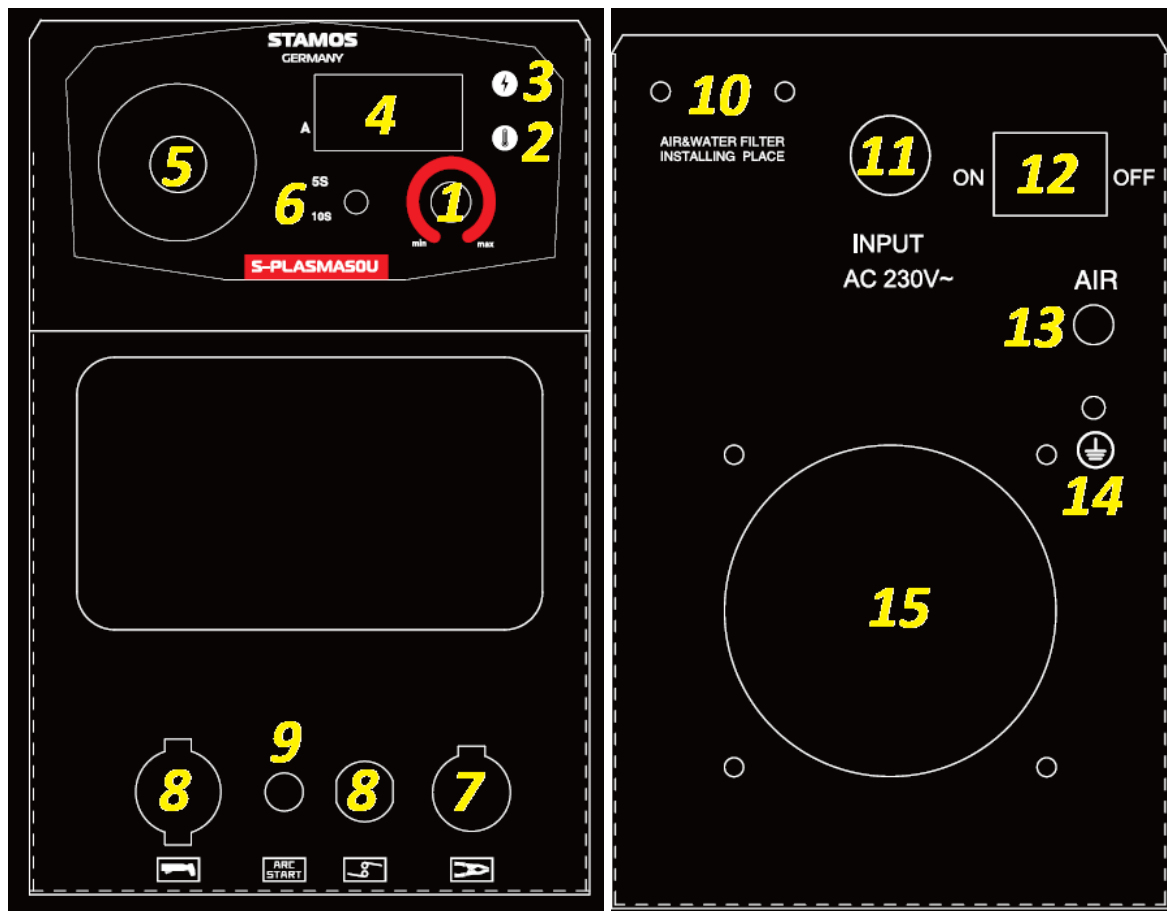 STAMOS
GERMANY
3
4
A
2
5
5S
6
10S
1
min
max
S-PLASMA50U
9
8
8
7
ARC
START
10
AIR&WATER FILTER
INSTALLING PLACE
11
ON
12
OFF
INPUT
AC 230V~
AIR
13
14
15